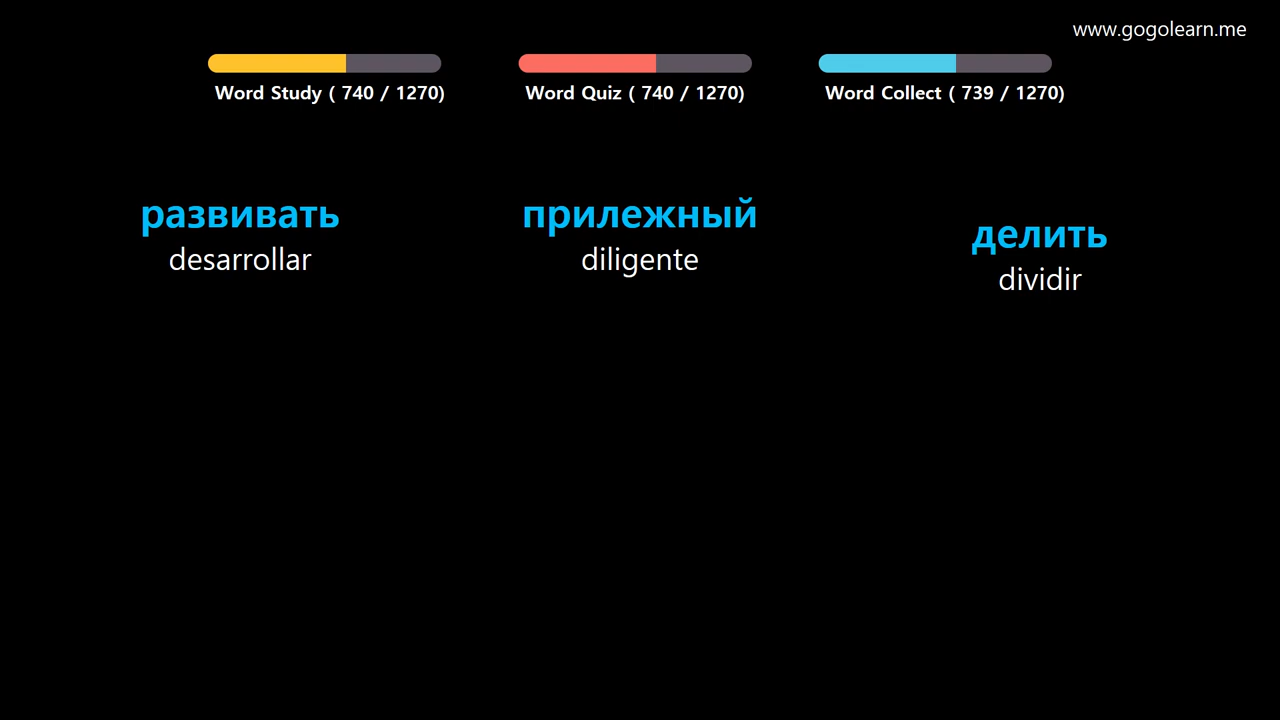 www.gogolearn.me
Word Study ( 740 / 1270)
Word Quiz ( 740 / 1270)
Word Collect ( 739 / 1270)
развивать
desarrollar
прилежный
diligente
делить
dividir